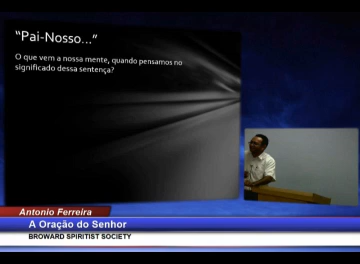 “Pai-Nosso...”
O que vem a nossa mente, quando pensamos no
significado dessa sentença?
Antonio Ferreira
A Oração do Senhor
BROWARD SPIRITIST SOCIETY